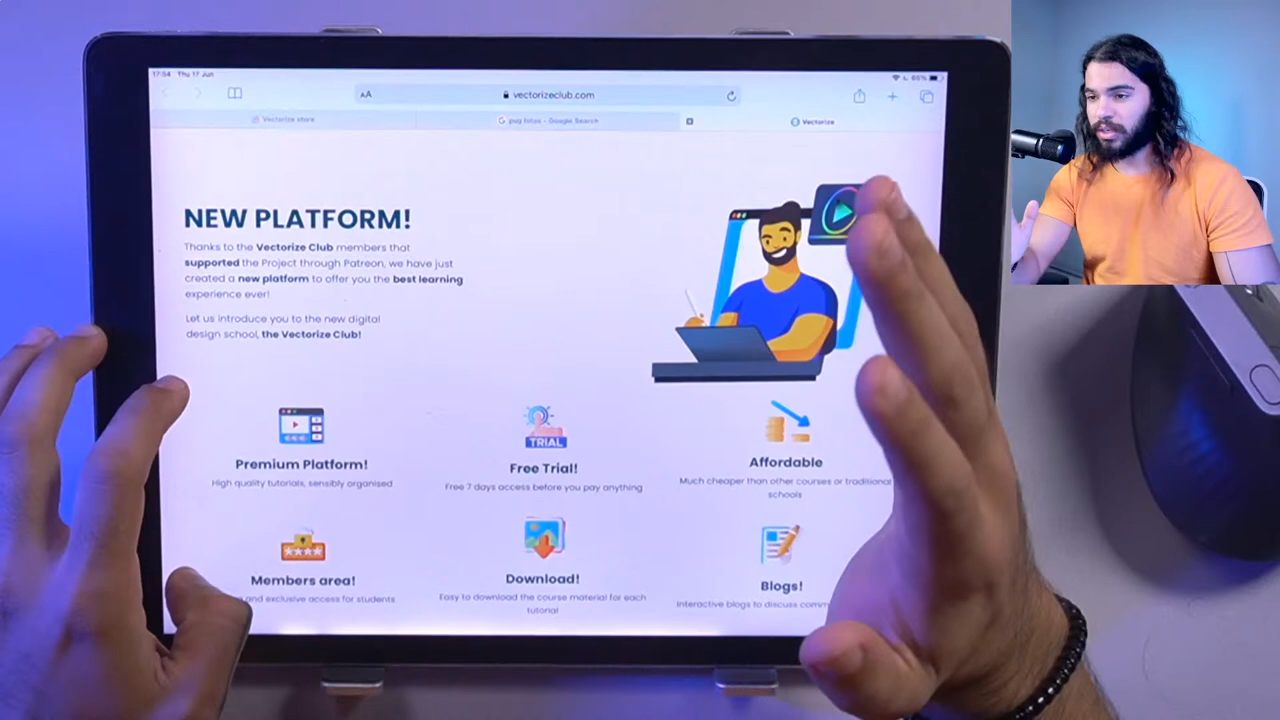 17:54 Thu 17 Jun
65%
AA
vectorizeclub.com
Vectorize store
pug fotos - Google Search
Vectorize
NEW PLATFORM!
Thanks to the Vectorize Club members that
supported the Project through Patreon, we have just
created a new platform to offer you the best learning
experience ever!
Let us introduce you to the new digital
design school, the Vectorize Club!
TRIAL
Premium Platform!
High quality tutorials, sensibly organised
Free Trial!
Free 7 days access before you pay anything
Affordable
Much cheaper than other courses or traditional
schools
Members area!
and exclusive access for students
Download!
Easy to download the course material for each
tutorial
Blogs!
Interactive blogs to discuss